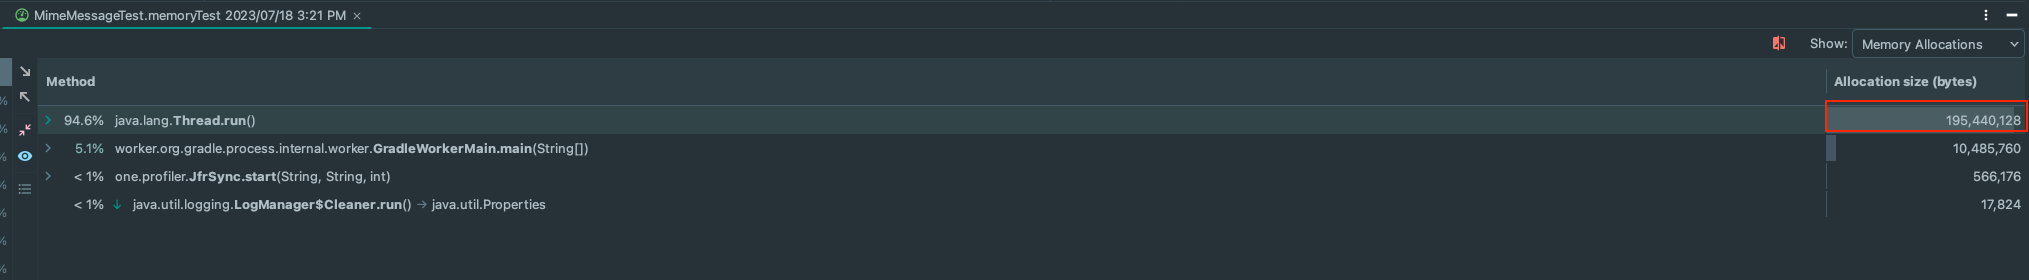 MimeMessageTest.memoryTest 2023/07/18 3:21 PM ×
Show: Memory Allocations
Method Allocation size (bytes)
94.6% java.lang.Thread.run() 195,440,128
5.1% worker.org.gradle.process.internal.worker.GradleWorkerMain.main(String[]) 10,485,760
< 1% one.profiler.JfrSync.start(String, String, int) 566,176
< 1% java.util.logging.LogManager$Cleaner.run() → java.util.Properties 17,824
%
%
%
%
%
%
%